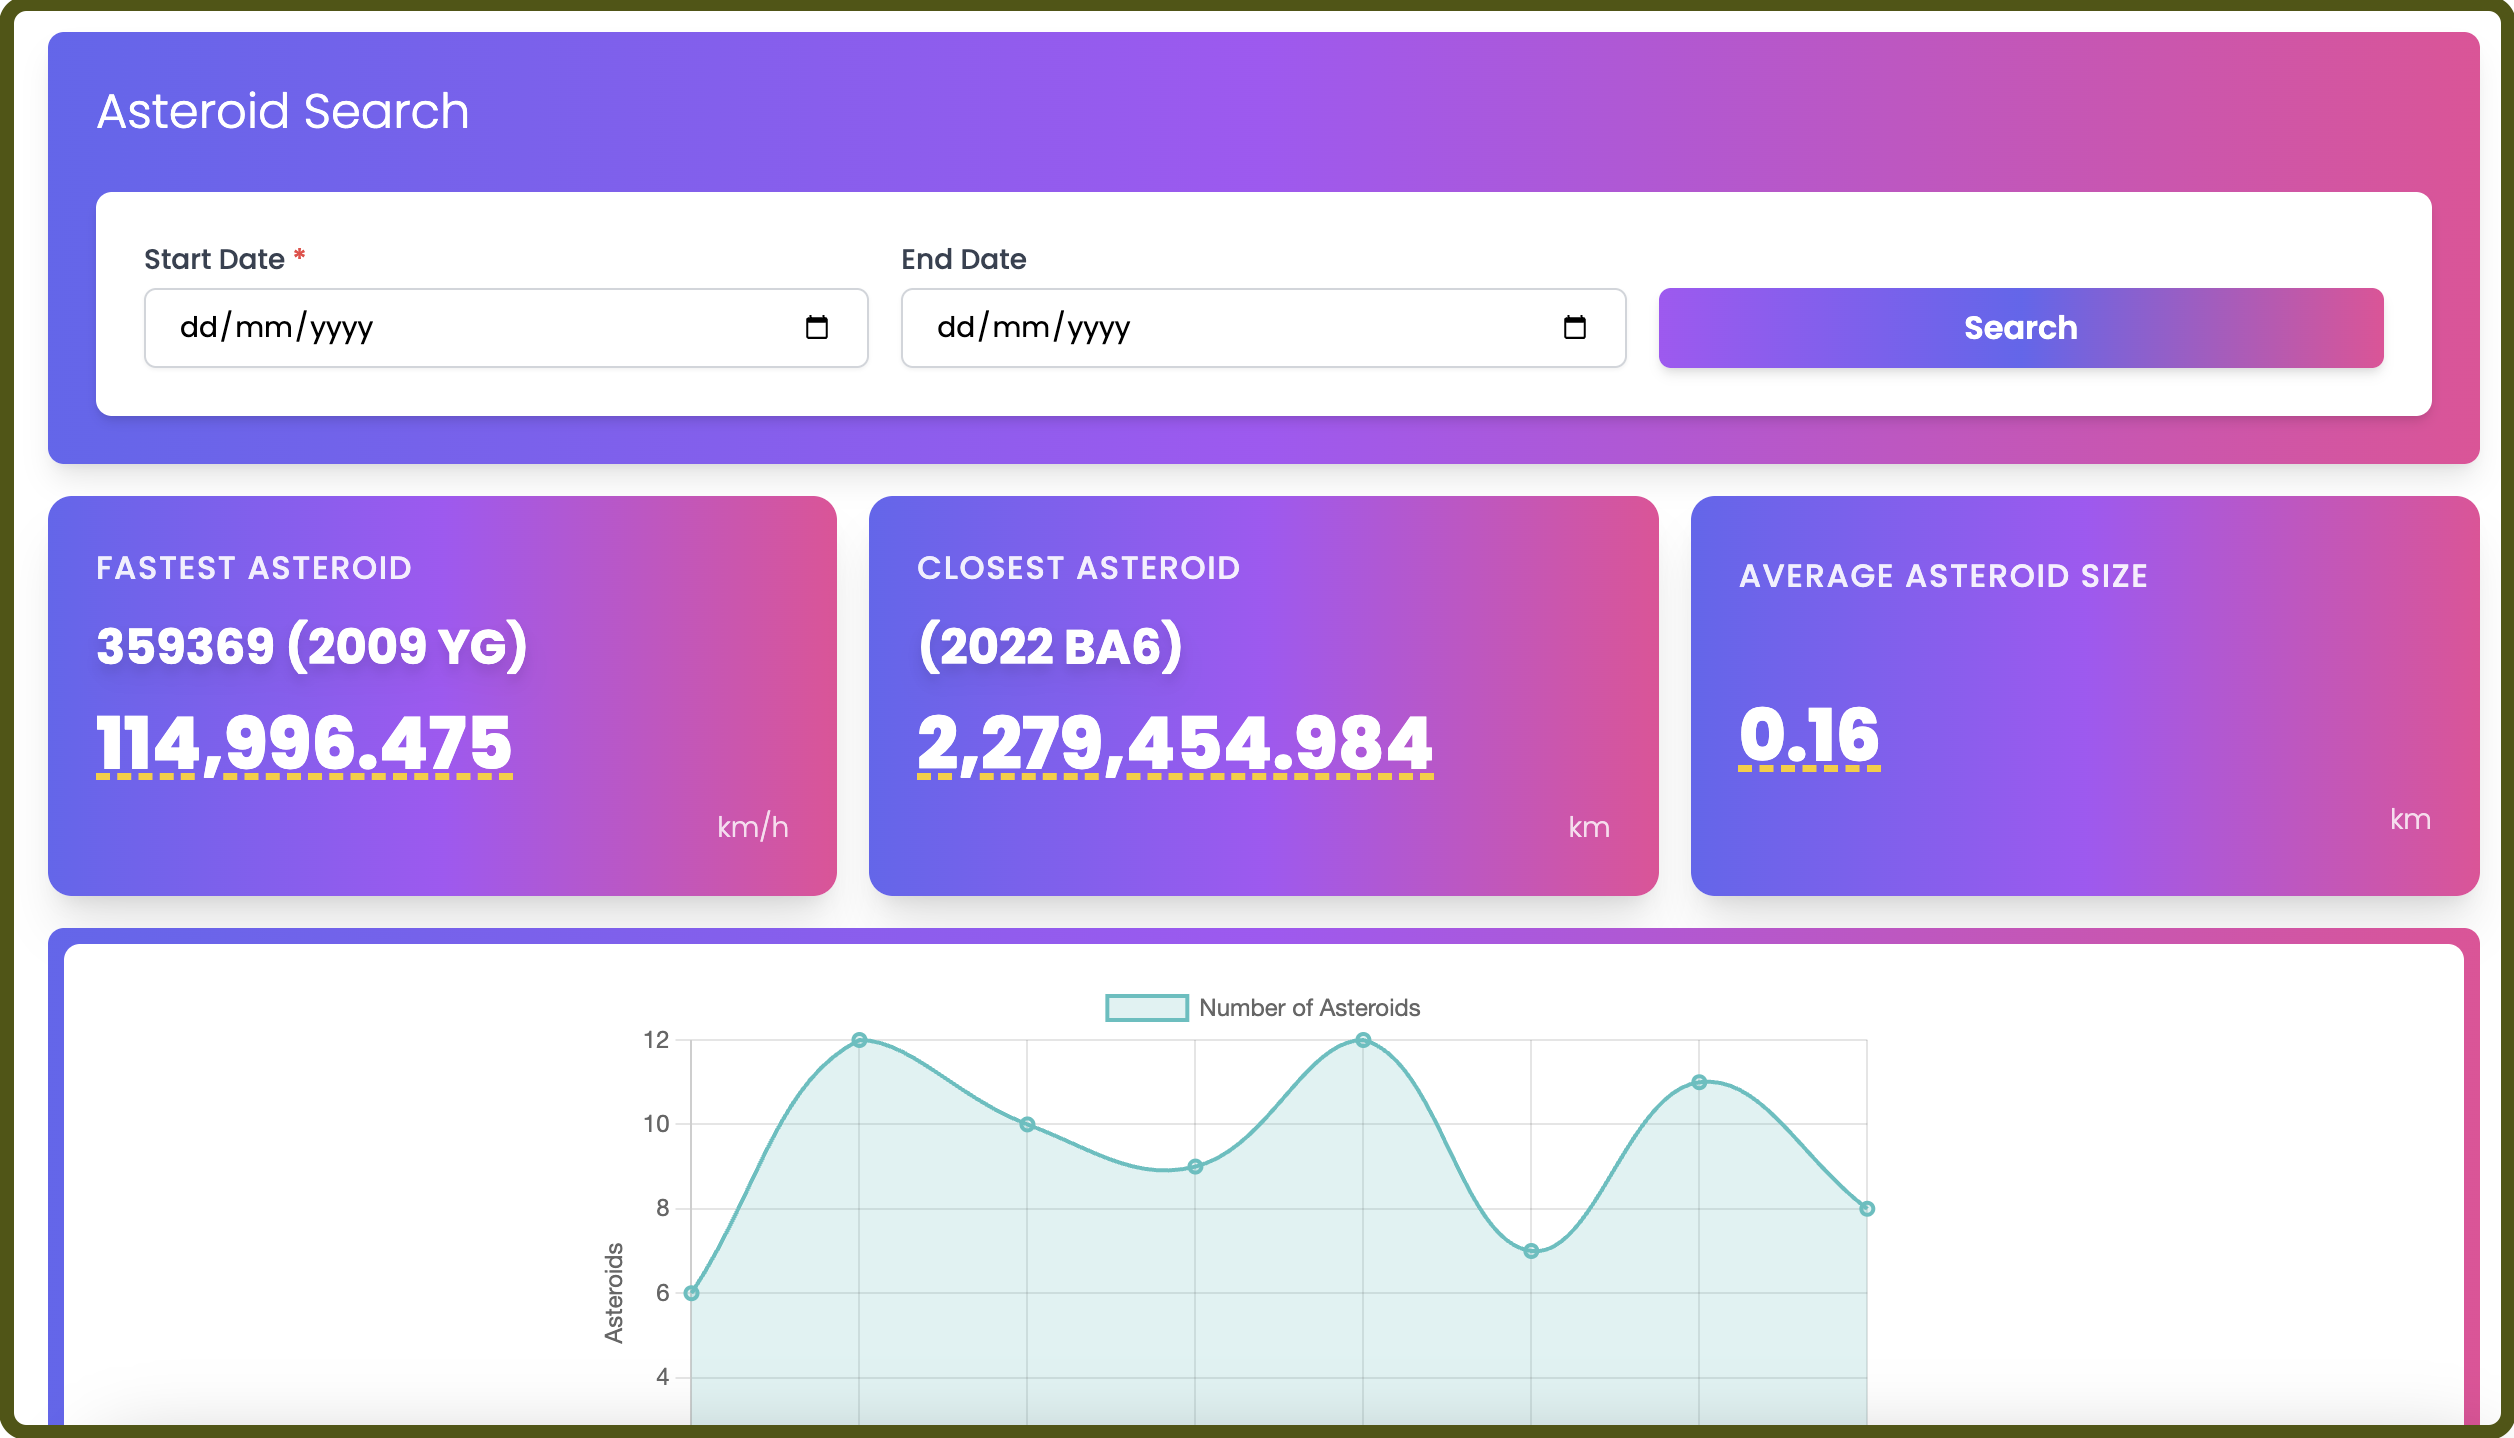 Asteroid Search
Start Date *
End Date
dd/mm/yyyy
dd/mm/yyyy
Search
FASTEST ASTEROID
359369 (2009 YG)
114,996.475
km/h
CLOSEST ASTEROID
(2022 BA6)
2,279,454.984
km
AVERAGE ASTEROID SIZE
0.16
km
Number of Asteroids
12
10
8
6
4
Asteroids